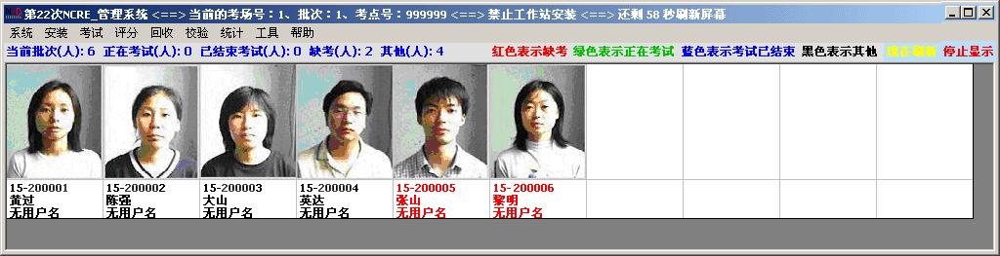 第22次NCRE_管理系统 <==> 当前的考场号：1、批次：1、考点号：999999 <==> 禁止工作站安装 <==> 还剩 58 秒刷新屏幕
系统 安装 考试 评分 回收 校验 统计 工具 帮助
当前批次(人): 6 正在考试(人): 0 已结束考试(人): 0 缺考(人): 2 其他(人): 4 红色表示缺考 绿色表示正在考试 蓝色表示考试已结束 黑色表示其他 停止显示
15-200001 15-200002 15-200003 15-200004 15-200005 15-200006
黄过 陈强 大山 英达 张山 黎明
无用户名 无用户名 无用户名 无用户名 无用户名 无用户名